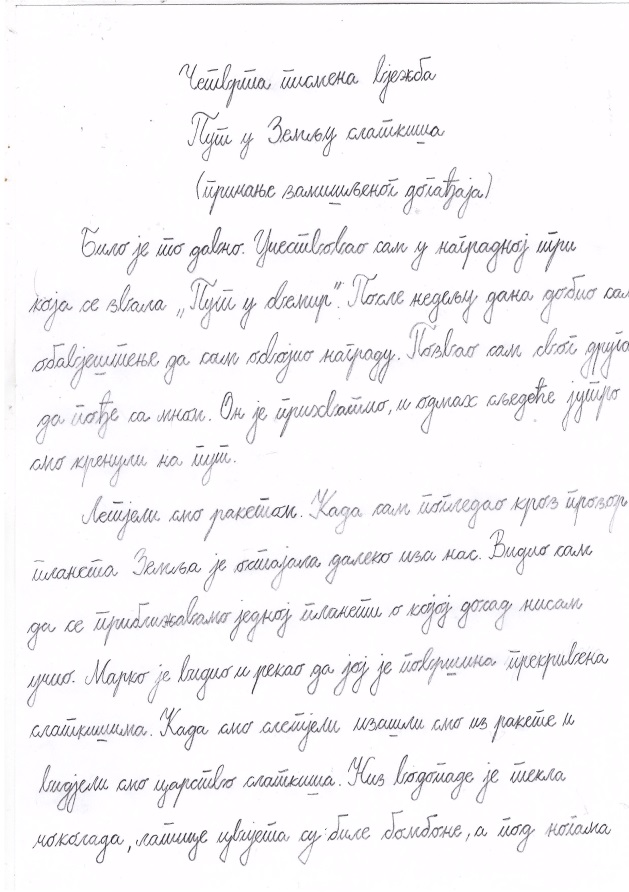 Четврта писмена вјежба
Пут у Земљу слаткиша
(причање замишљеног догађаја)
Било је то давно. Учествовао сам у наградној игри
која се звала „Пут у свемир". После недељу дана добио сам
обавјештење да сам освојио награду. Позвао сам свог друга
да пође са мном. Он је прихватио, и одмах сљедеће јутро
смо кренули на пут.
Летјели смо ракетом. Када сам погледао кроз прозор
планета Земља је остајала далеко иза нас. Видио сам
да се приближавамо једној планети о којој досад нисам
учио. Марко је видио и рекао да јој је површина прекривена
слаткишима. Када смо слетјели изашли смо из ракете и
видјели смо царство слаткиша. Низ водопаде је текла
чоколада, латице цвијета су биле бомбоне, а под ногама